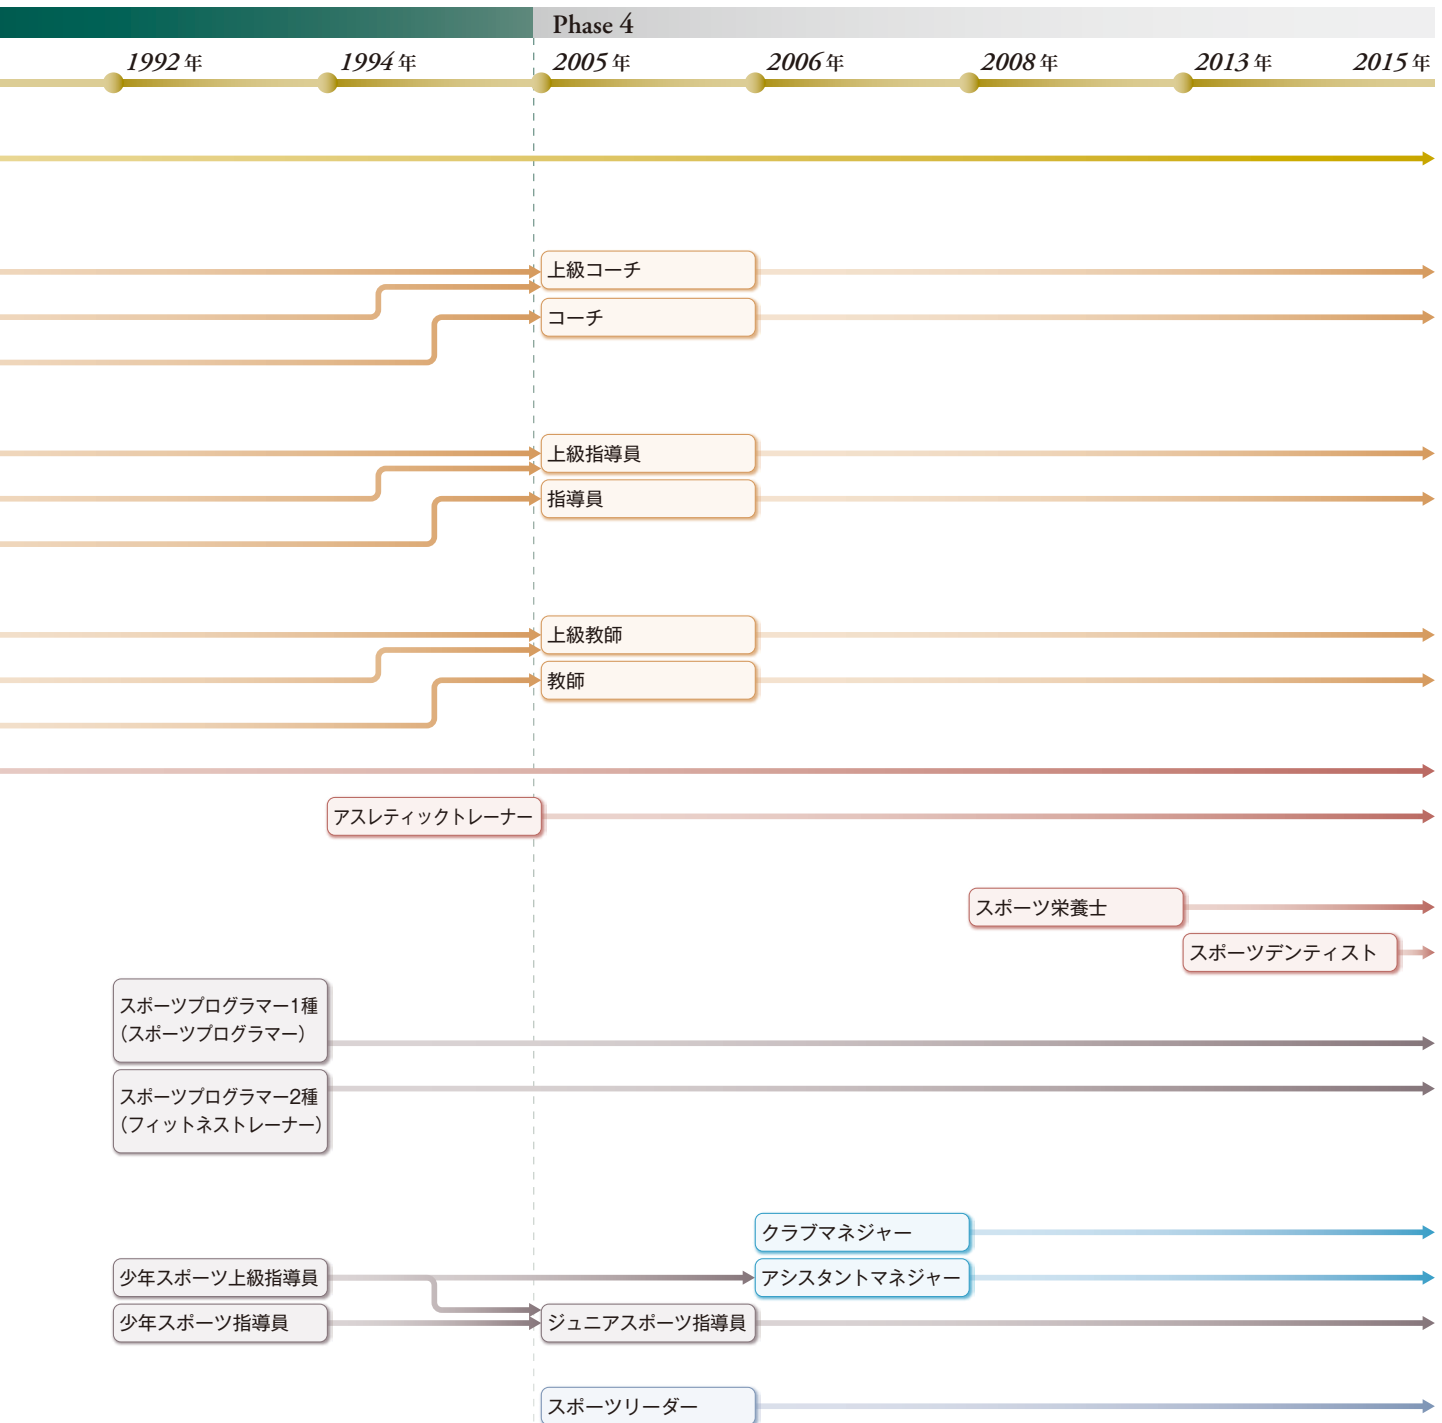 Phase 4
1992年
1994年
2005年
2006年
2008年
2013年
2015年
上級コーチ
コーチ
上級指導員
指導員
上級教師
教師
アスレティックトレーナー
スポーツ栄養士
スポーツデンティスト
スポーツプログラマー1種
（スポーツプログラマー）
スポーツプログラマー2種
（フィットネストレーナー）
クラブマネジャー
少年スポーツ上級指導員
アシスタントマネジャー
少年スポーツ指導員
ジュニアスポーツ指導員
スポーツリーダー